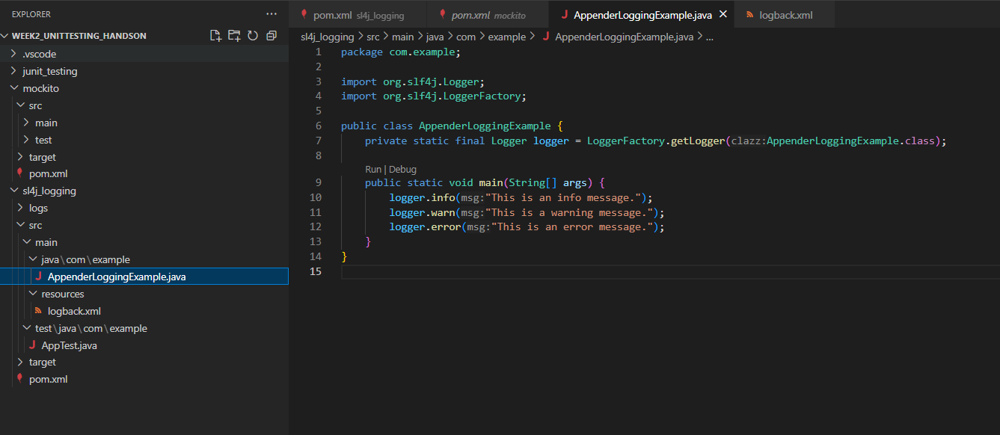 EXPLORER ...
WEEK2_UNITTESTING_HANDSON
.vscode
junit_testing
mockito
src
main
test
target
pom.xml
sl4j_logging
logs
src
main
java\com\example
AppenderLoggingExample.java
resources
logback.xml
test\java\com\example
AppTest.java
target
pom.xml
pom.xml sl4j_logging pom.xml mockito AppenderLoggingExample.java logback.xml
sl4j_logging > src > main > java > com > example > AppenderLoggingExample.java > ...
1 package com.example;
2
3 import org.slf4j.Logger;
4 import org.slf4j.LoggerFactory;
5
6 public class AppenderLoggingExample {
7 private static final Logger logger = LoggerFactory.getLogger(clazz:AppenderLoggingExample.class);
8
Run | Debug
9 public static void main(String[] args) {
10 logger.info(msg:"This is an info message.");
11 logger.warn(msg:"This is a warning message.");
12 logger.error(msg:"This is an error message.");
13 }
14 }
15